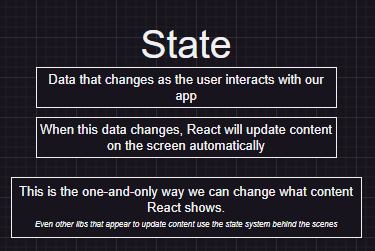 State
Data that changes as the user interacts with our
app
When this data changes, React will update content
on the screen automatically
This is the one-and-only way we can change what content
React shows.
Even other libs that appear to update content use the state system behind the scenes